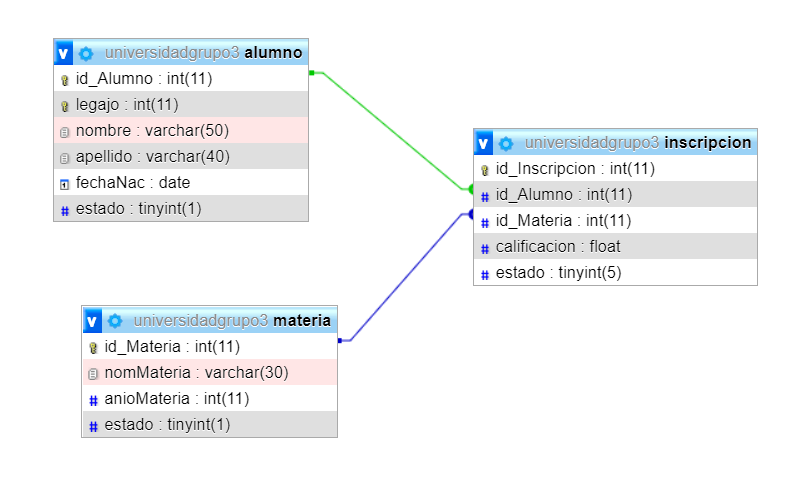 v universidadgrupo3 alumno
id_Alumno : int(11)
legajo : int(11)
nombre : varchar(50)
apellido : varchar(40)
fechaNac : date
# estado : tinyint(1)
v universidadgrupo3 inscripcion
id_Inscripcion : int(11)
# id_Alumno : int(11)
# id_Materia : int(11)
# calificacion : float
# estado : tinyint(5)
v universidadgrupo3 materia
id_Materia : int(11)
nomMateria : varchar(30)
# anioMateria : int(11)
# estado : tinyint(1)